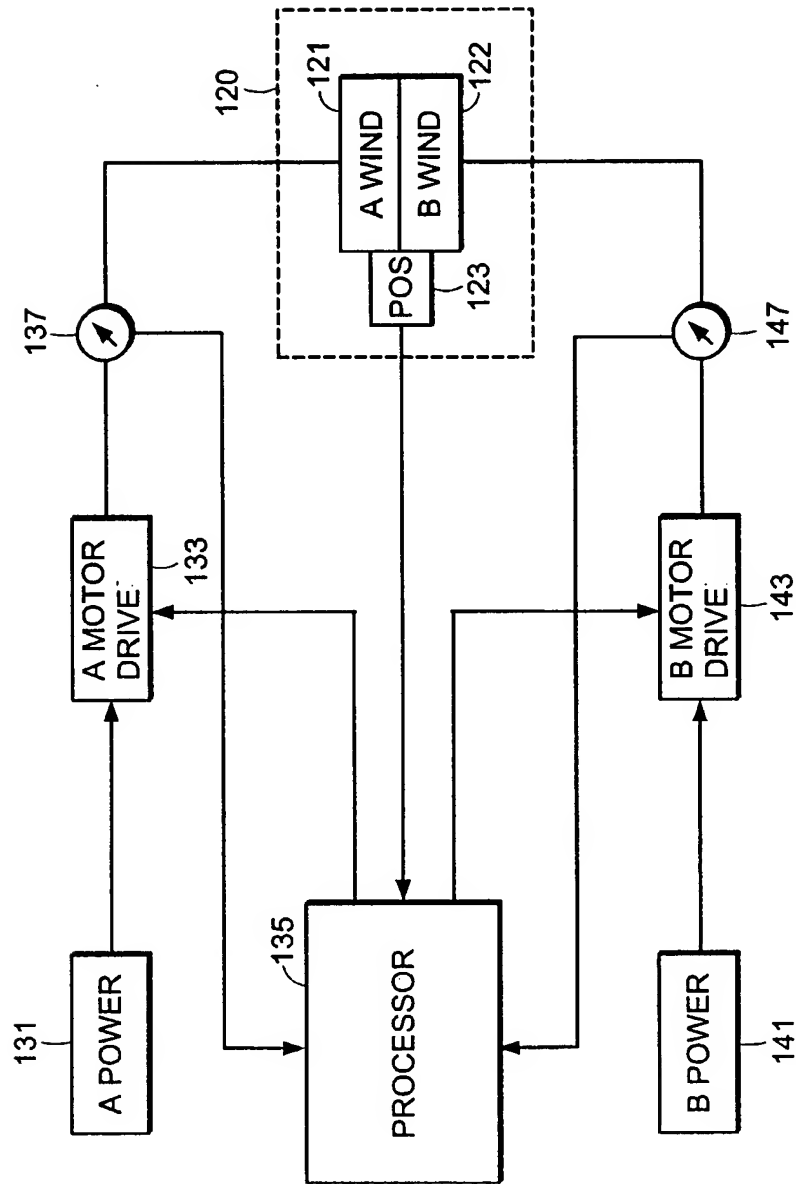 131
A POWER
A MOTOR
DRIVE
133
137
120
121
A WIND
B WIND
122
POS
123
135
PROCESSOR
141
B POWER
B MOTOR
DRIVE
143
147